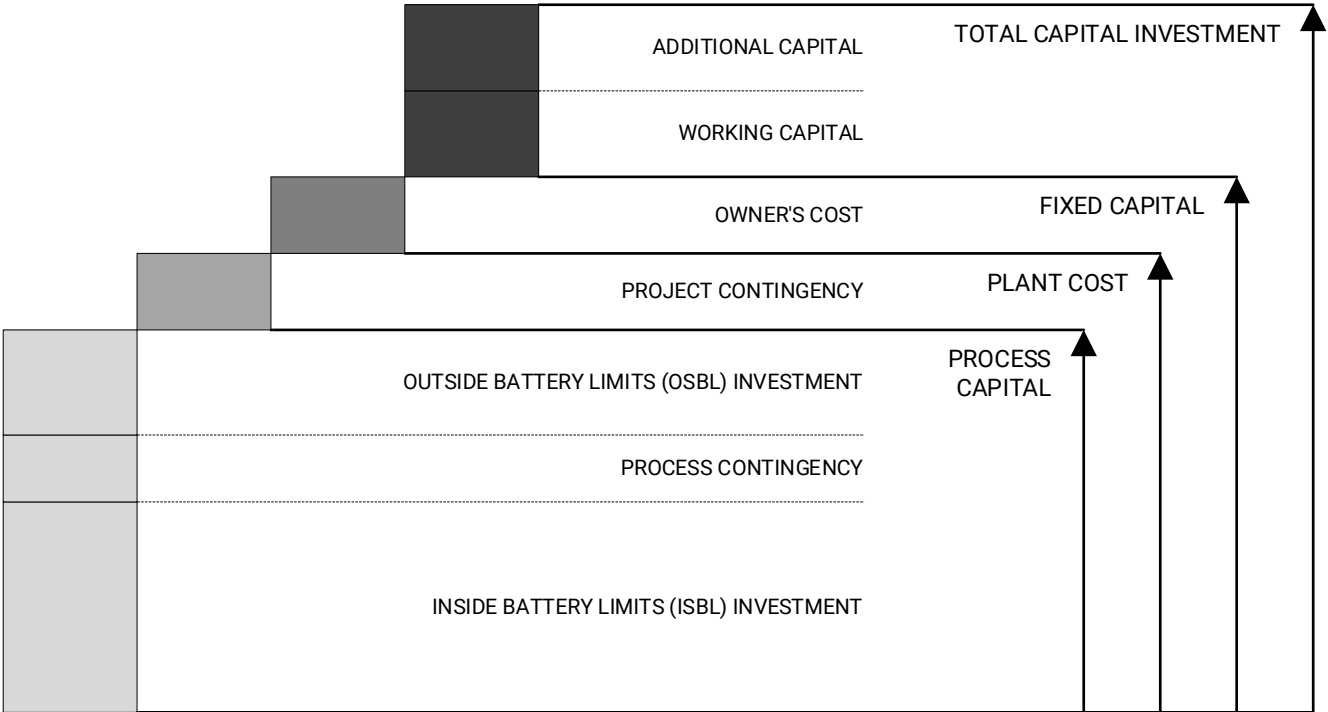 TOTAL CAPITAL INVESTMENT
ADDITIONAL CAPITAL
WORKING CAPITAL
FIXED CAPITAL
OWNER'S COST
PLANT COST
PROJECT CONTINGENCY
PROCESS
CAPITAL
OUTSIDE BATTERY LIMITS (OSBL) INVESTMENT
PROCESS CONTINGENCY
INSIDE BATTERY LIMITS (ISBL) INVESTMENT